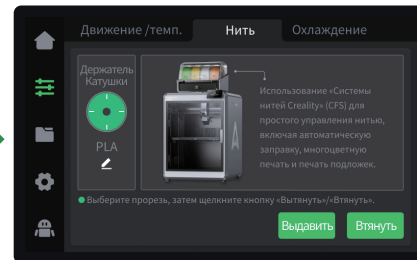 Движение /темп.
Нить
Охлаждение
Держатель
Катушки
PLA
Использование «Системы
нитей Creality» (CFS) для
простого управления нитью,
включая автоматическую
заправку, многоцветную
печать и печать подложек.
Выберите прорезь, затем щелкните кнопку «Вытянуть»/«Втянуть».
Выдавить
Втянуть